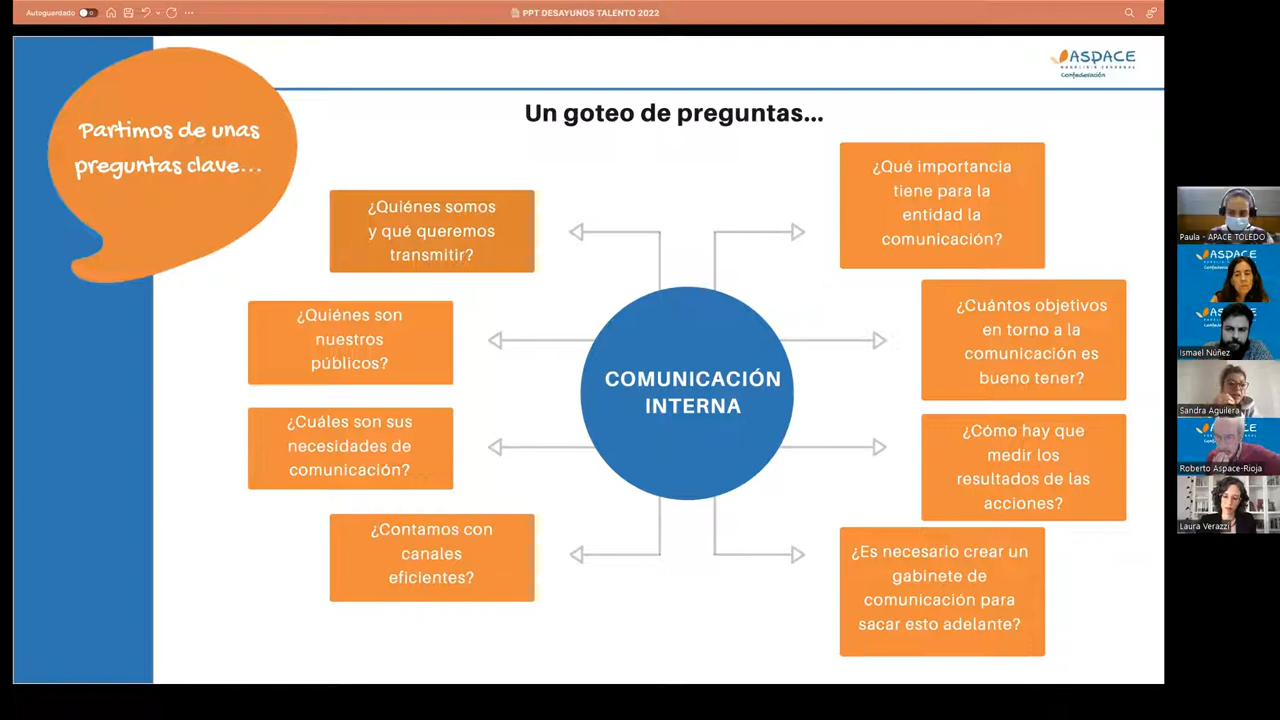 Autoguardado
PPT DESAYUNOS TALENTO 2022
ASPACE
PARÁLISIS CEREBRAL
Confederación
Partimos de unas
preguntas clave...
Un goteo de preguntas...
¿Quiénes somos
y qué queremos
transmitir?
¿Quiénes son
nuestros
públicos?
¿Cuáles son sus
necesidades de
comunicación?
¿Contamos con
canales
eficientes?
COMUNICACIÓN
INTERNA
¿Qué importancia
tiene para la
entidad la
comunicación?
¿Cuántos objetivos
en torno a la
comunicación es
bueno tener?
¿Cómo hay que
medir los
resultados de las
acciones?
¿Es necesario crear un
gabinete de
comunicación para
sacar esto adelante?
Paula - APACE TOLEDO
ASPACE
Confederación
Ismael Núñez
Sandra Aguilera
Roberto Aspace-Rioja
Laura Verazzi